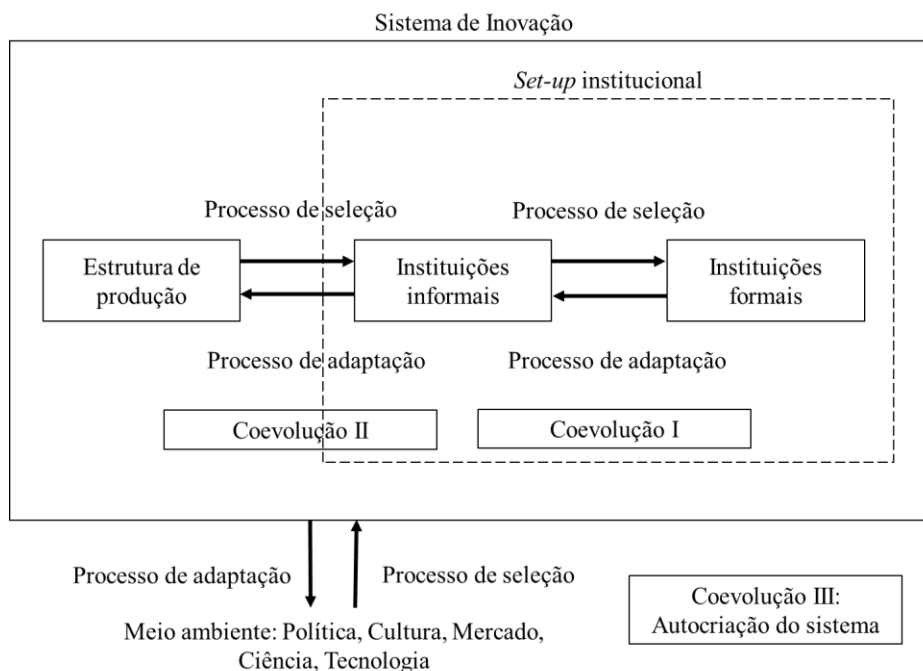 Sistema de Inovação
Set-up institucional
Processo de seleção
Processo de seleção
Estrutura de
produção
Instituições
informais
Instituições
formais
Processo de adaptação
Processo de adaptação
Coevolução II
Coevolução I
Processo de adaptação
Processo de seleção
Meio ambiente: Política, Cultura, Mercado,
Ciência, Tecnologia
Coevolução III:
Autocriação do sistema